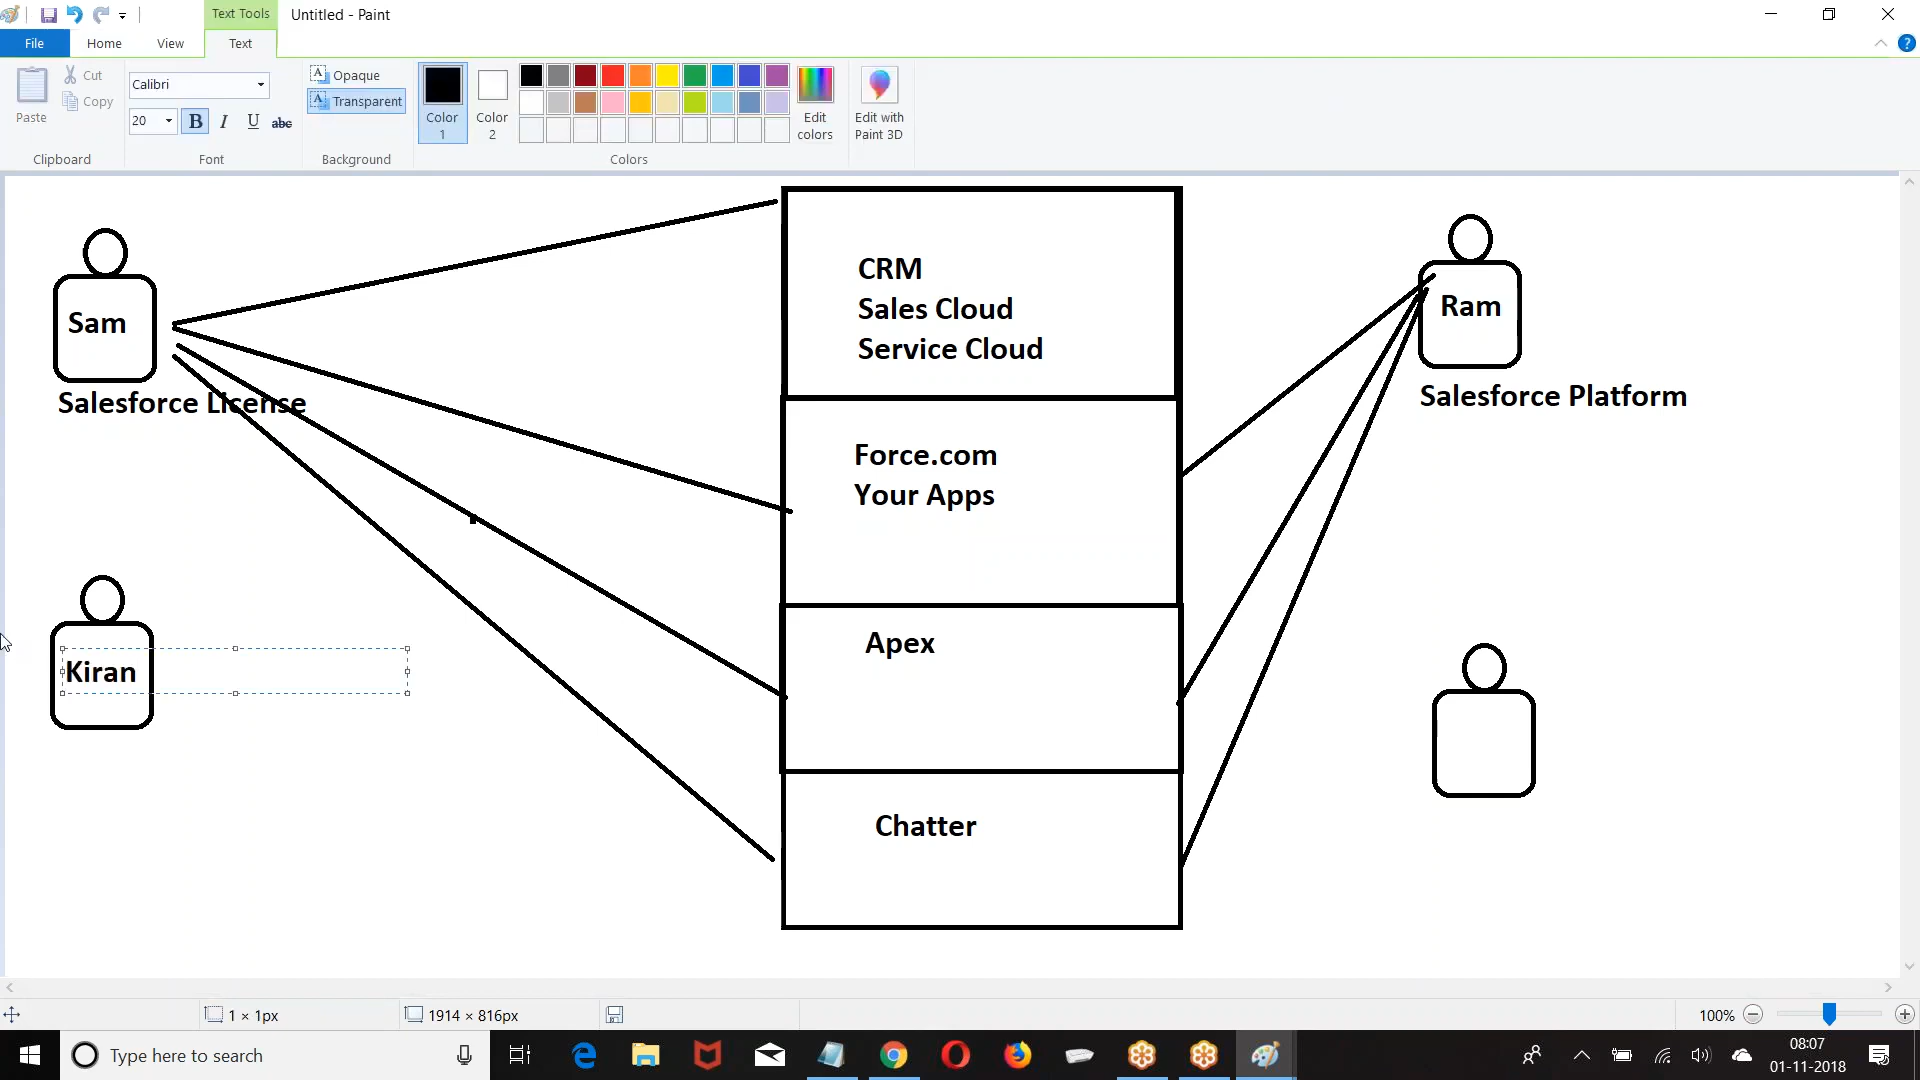 Text Tools
Untitled - Paint
File
Home
View
Text
Paste
Cut
Copy
Clipboard
Calibri
20
B
I
U
abc
Font
Opaque
Transparent
Background
Color
1
Color
2
Edit
colors
Colors
Edit with
Paint 3D
Sam
Salesforce License
CRM
Sales Cloud
Service Cloud
Ram
Salesforce Platform
Force.com
Your Apps
Kiran
Apex
Chatter
1 × 1px
1914 × 816px
100%
Type here to search
08:07
01-11-2018